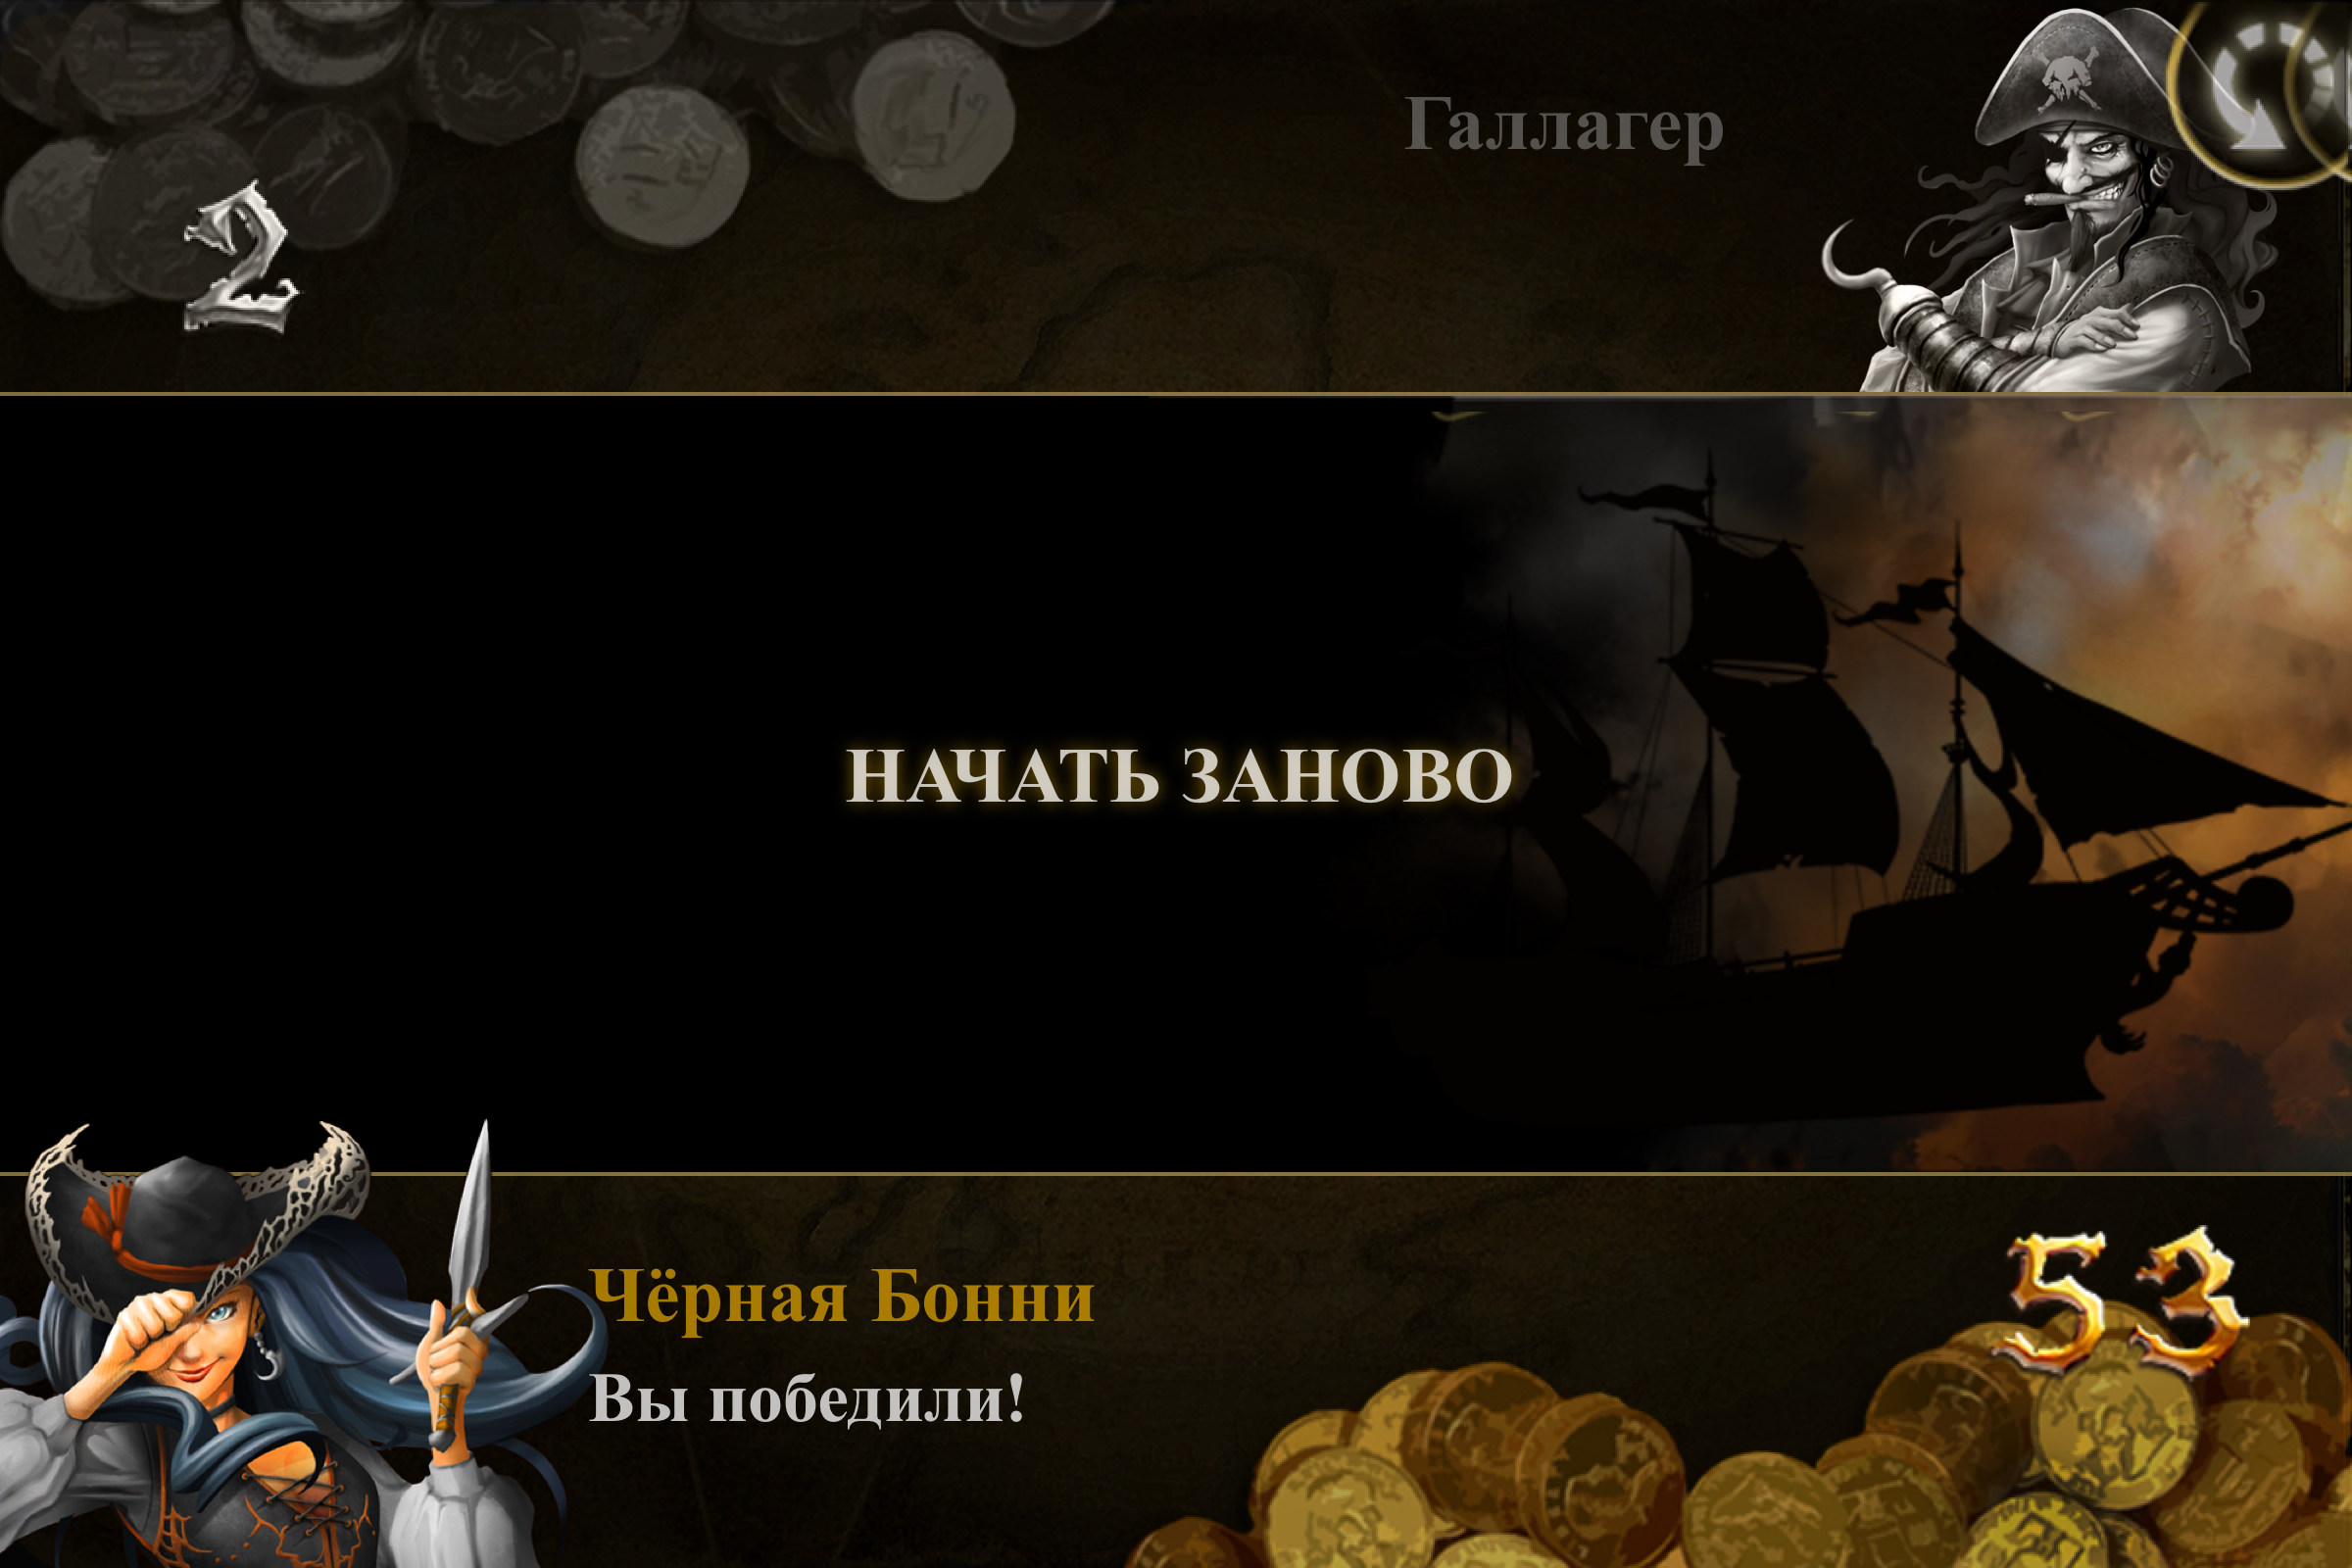 Галлагер
2
НАЧАТЬ ЗАНОВО
Чёрная Бонни
53
Вы победили!